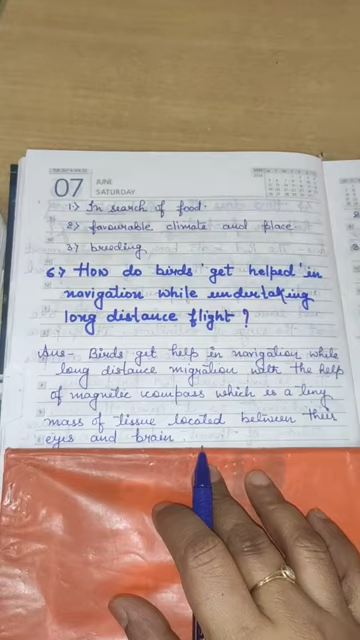 07
JUNE
SATURDAY
1) In search of food.
2) favourable climate and place
3) breeding
6) How do birds get helped in
navigation while undertaking
long distance flight ?
Ans- Birds get help in navigation while
long distance migration with the help
of magnetic compass which is a tiny
mass of tissue located between their
eyes and brain.